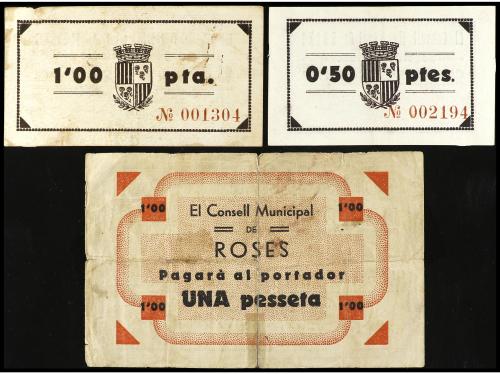 1'00 pta.
№ 001304
0'50 ptes.
№ 002194
1'00 1'00
El Consell Municipal
DE
ROSES
Pagarà al portador
UNA pesseta
1'00 1'00